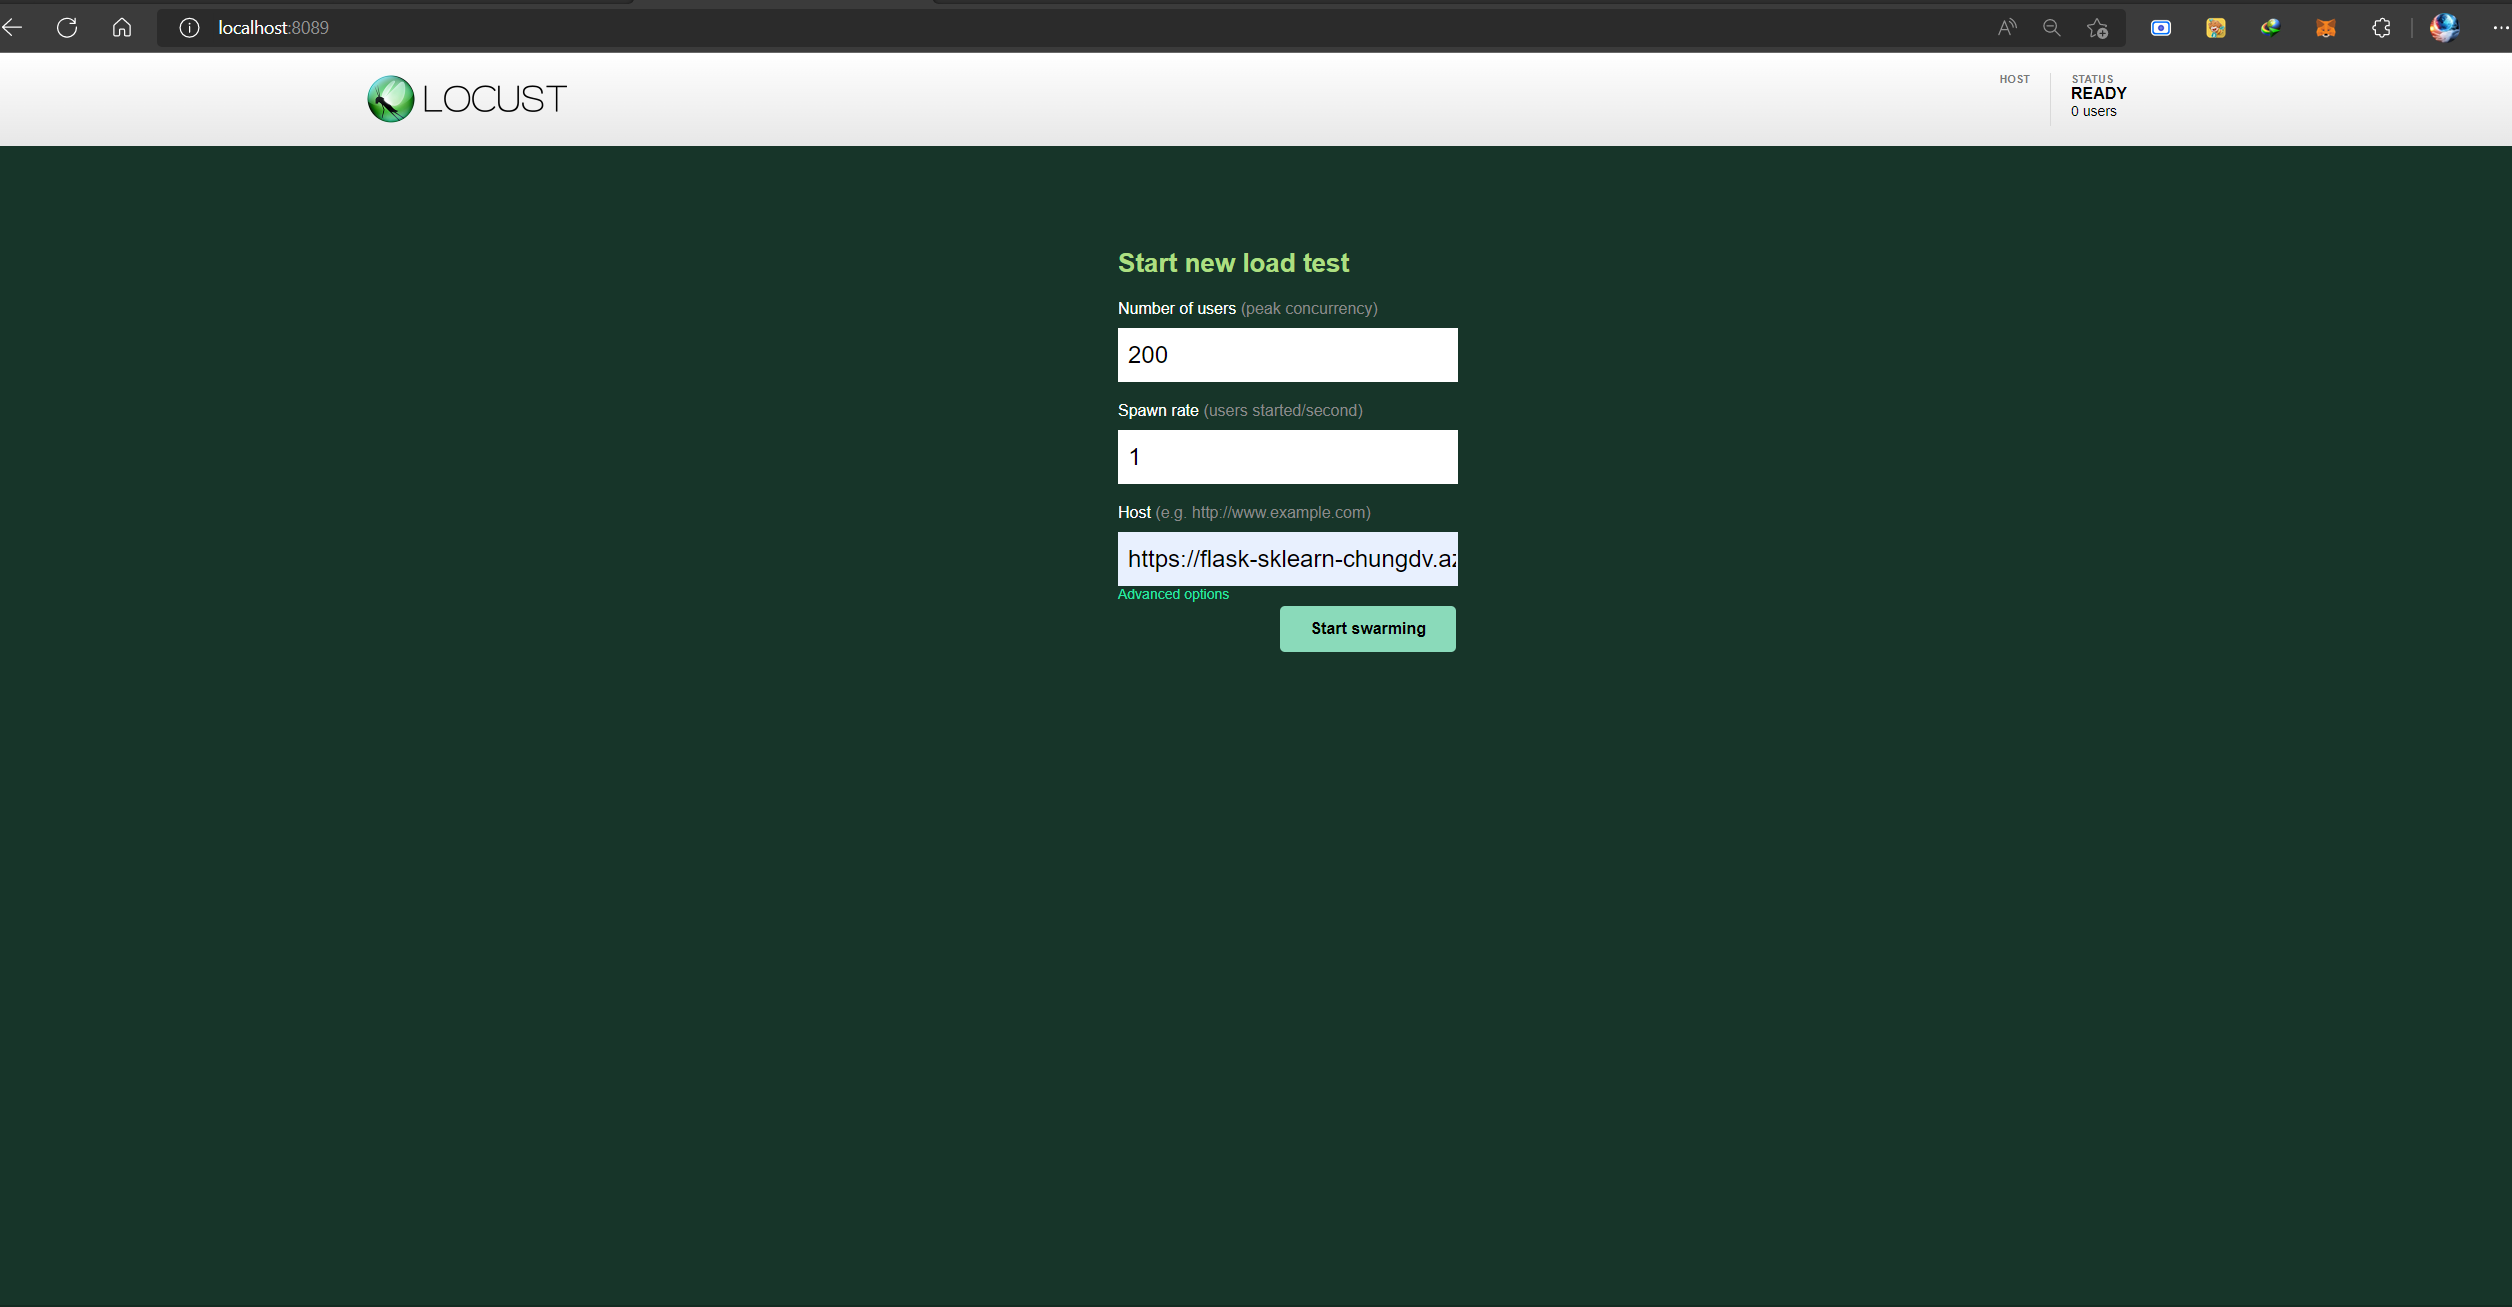 localhost:8089
LOCUST
HOST
STATUS
READY
0 users
Start new load test
Number of users (peak concurrency)
200
Spawn rate (users started/second)
1
Host (e.g. http://www.example.com)
https://flask-sklearn-chungdv.az
Advanced options
Start swarming